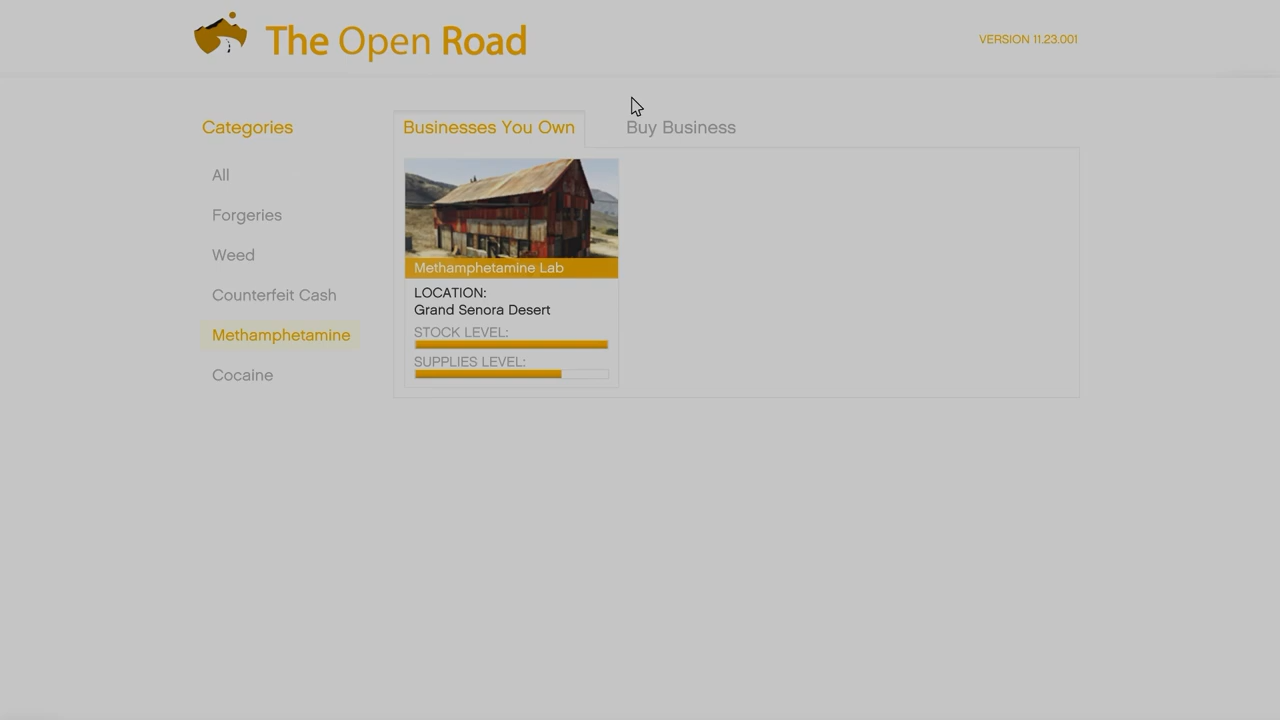 The Open Road
VERSION 11.23.001
Categories
All
Forgeries
Weed
Counterfeit Cash
Methamphetamine
Cocaine
Businesses You Own
Buy Business
Methamphetamine Lab
LOCATION:
Grand Senora Desert
STOCK LEVEL:
SUPPLIES LEVEL: